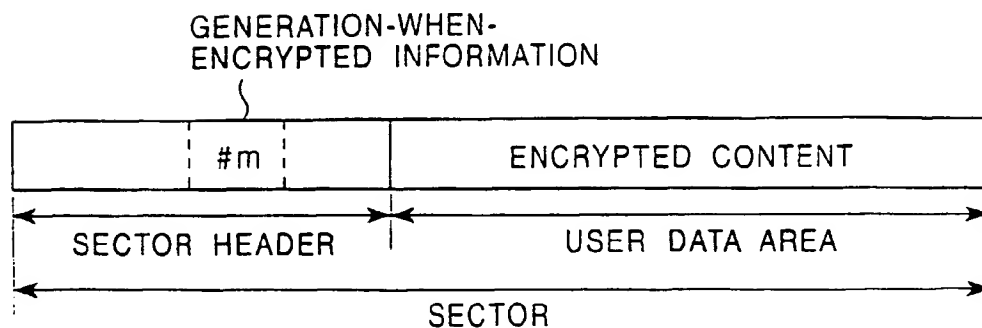 GENERATION-WHEN-
ENCRYPTED INFORMATION
#m
ENCRYPTED CONTENT
SECTOR HEADER
USER DATA AREA
SECTOR